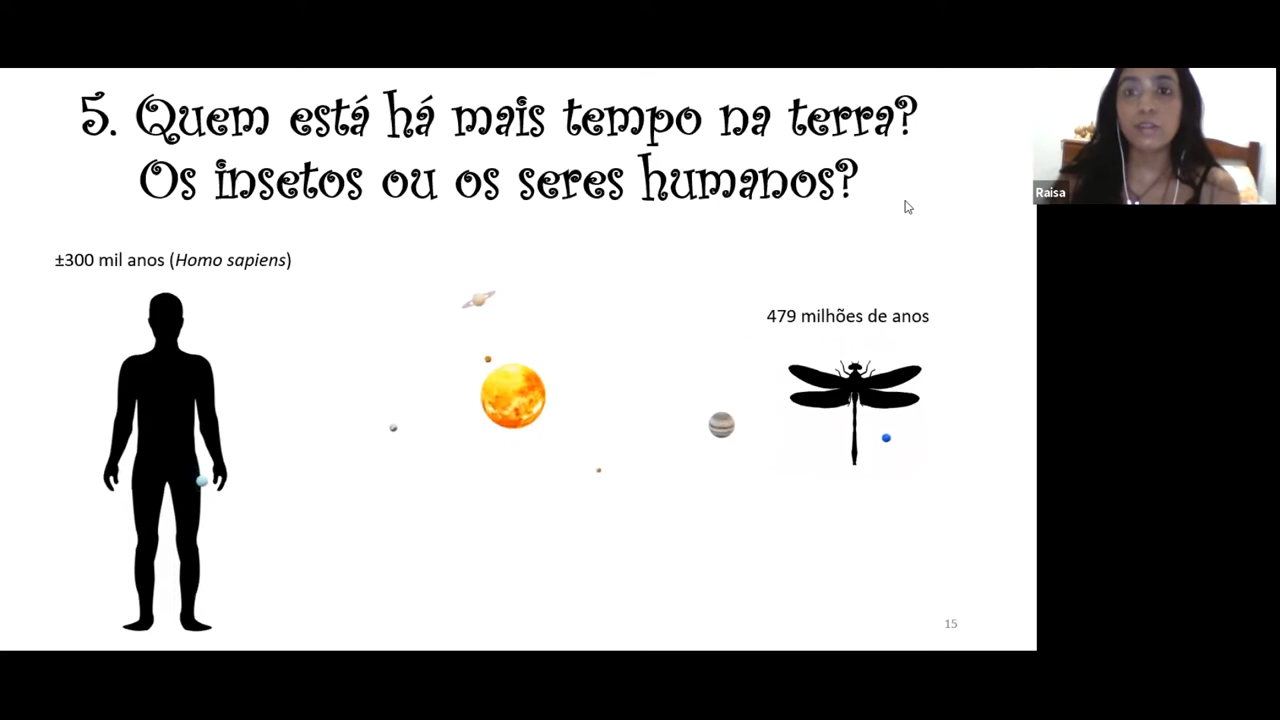 5. Quem está há mais tempo na terra?
Os insetos ou os seres humanos?
Raisa
±300 mil anos (Homo sapiens)
479 milhões de anos
15